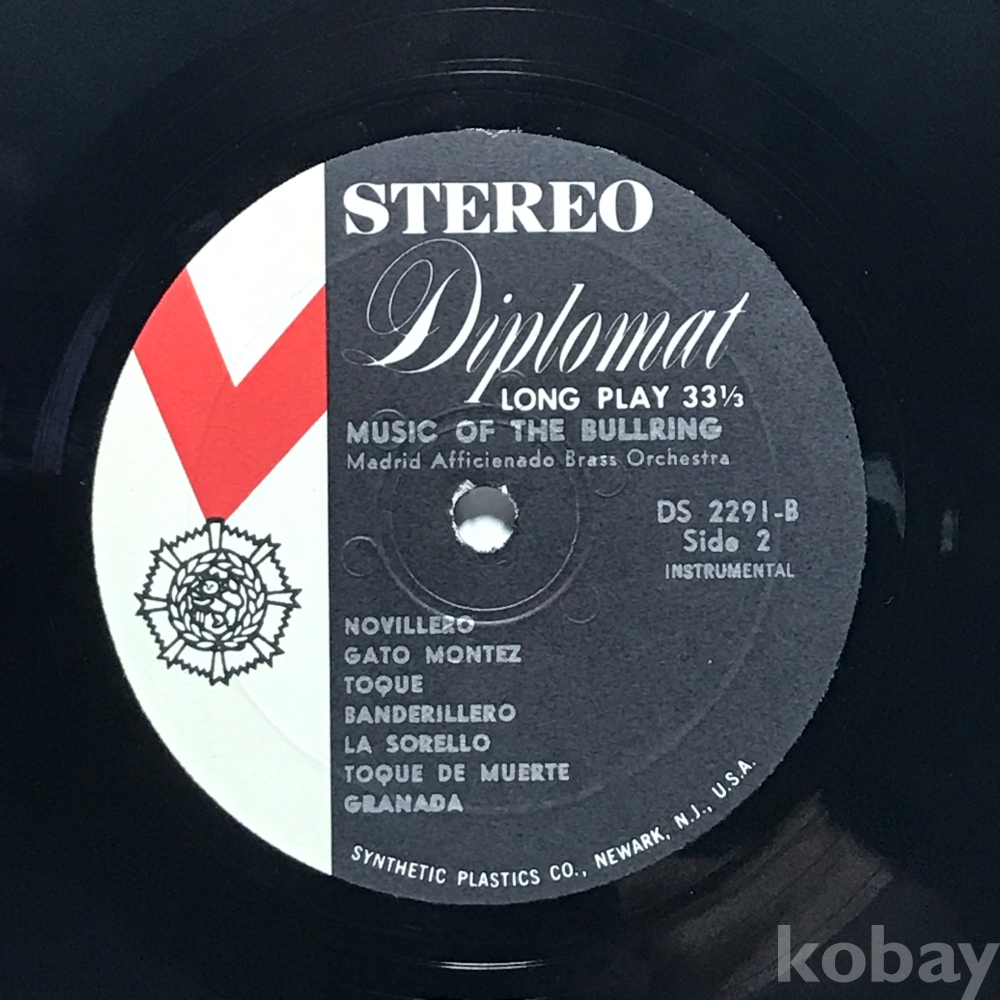 STEREO
Diplomat
LONG PLAY 33⅓
MUSIC OF THE BULLRING
Madrid Afficienado Brass Orchestra
DS 2291-B
Side 2
INSTRUMENTAL
NOVILLERO
GATO MONTEZ
TOQUE
BANDERILLERO
LA SORELLO
TOQUE DE MUERTE
GRANADA
SYNTHETIC PLASTICS CO., NEWARK, N.J., U.S.A.
kobay